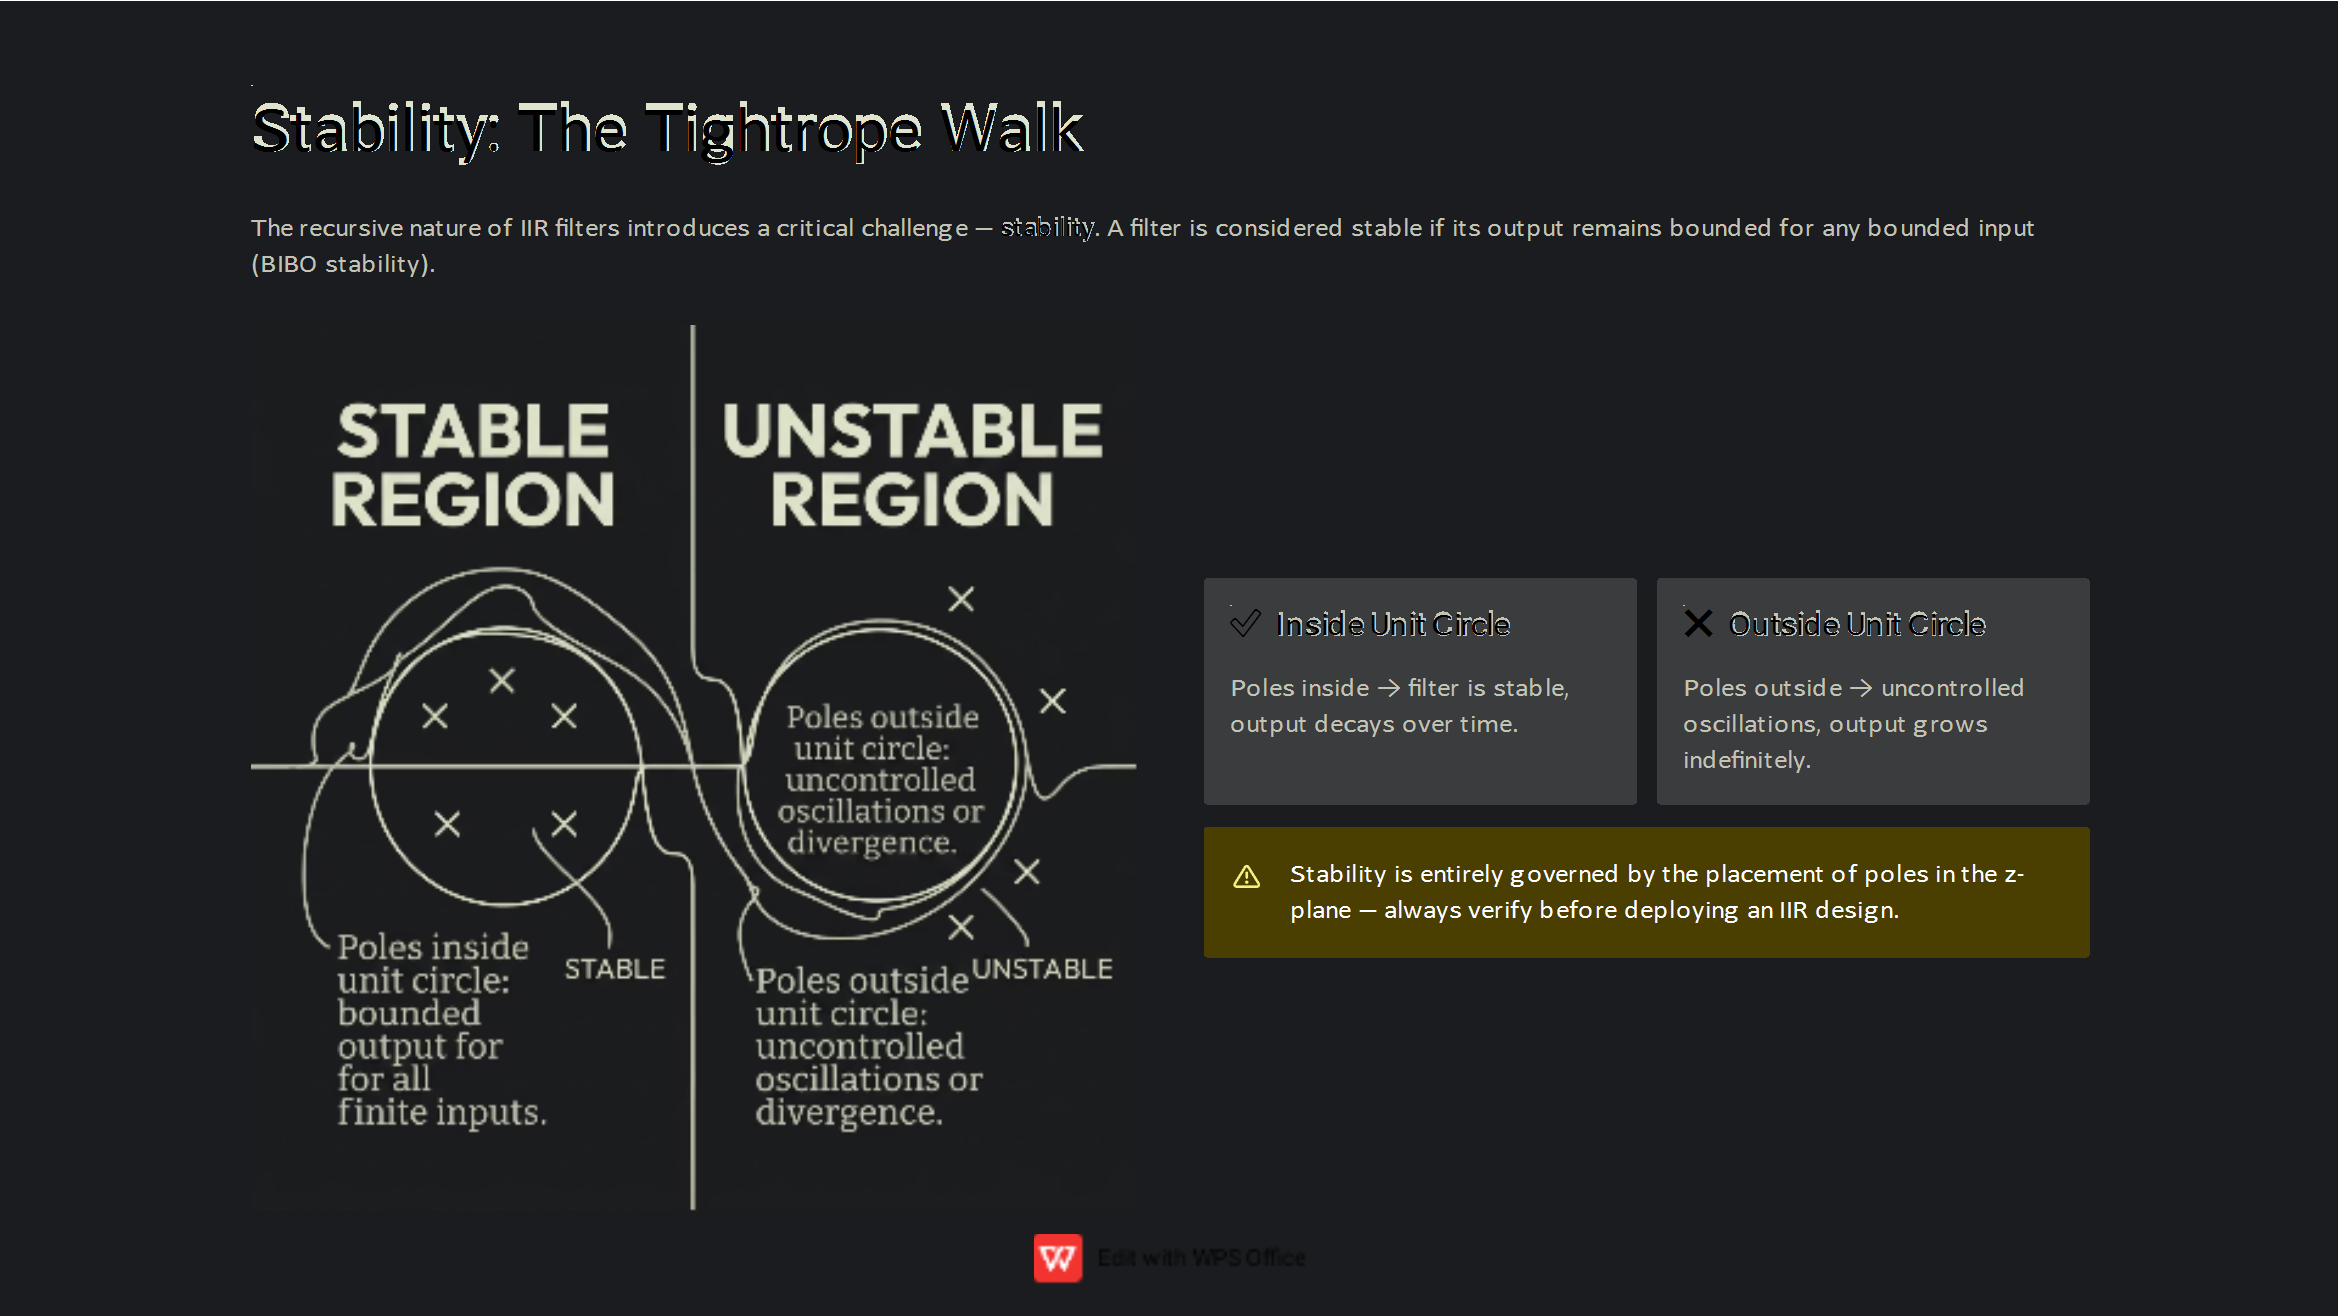 Stability: The Tightrope Walk
The recursive nature of IIR filters introduces a critical challenge — stability. A filter is considered stable if its output remains bounded for any bounded input
(BIBO stability).
STABLE
REGION
UNSTABLE
REGION
Poles outside
unit circle:
uncontrolled
oscillations or
divergence.
Poles inside
unit circle:
bounded
output for
for all
finite inputs.
STABLE
Poles outside
unit circle:
uncontrolled
oscillations or
divergence.
UNSTABLE
Inside Unit Circle
Poles inside → filter is stable,
output decays over time.
Outside Unit Circle
Poles outside → uncontrolled
oscillations, output grows
indefinitely.
Stability is entirely governed by the placement of poles in the z-
plane — always verify before deploying an IIR design.
Edit with WPS Office